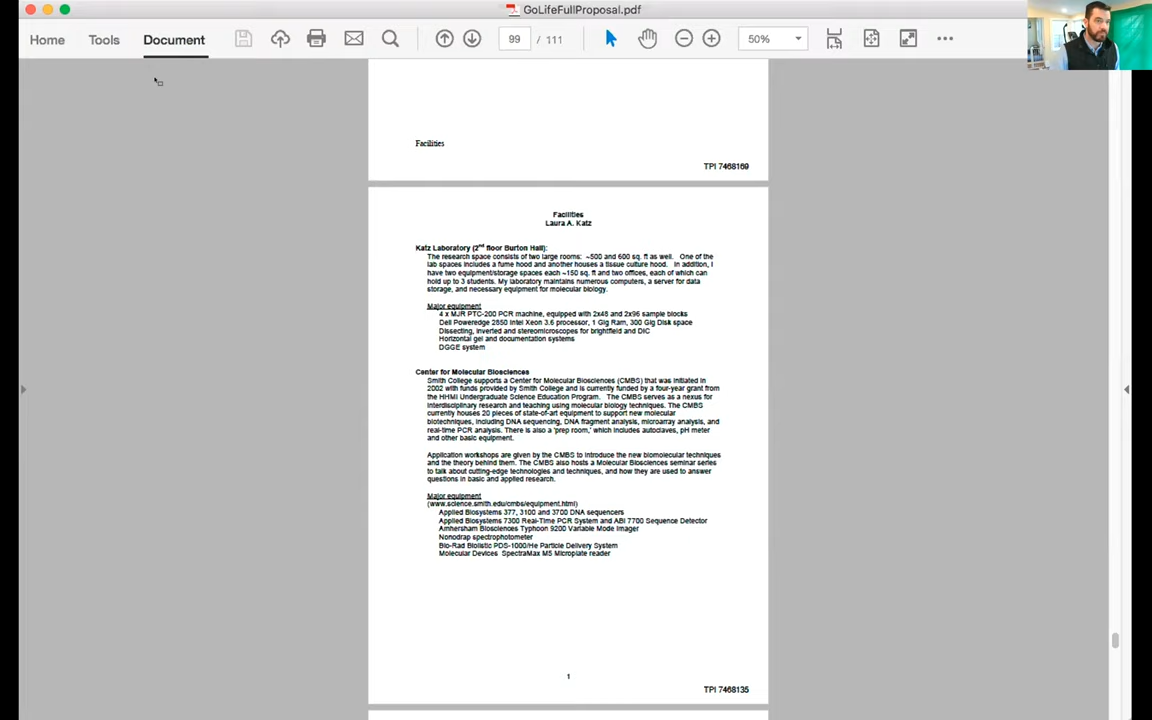 GoLifeFullProposal.pdf
Home Tools Document 99 / 111 50%
Facilities
TPI 7468169
Facilities
Laura A. Katz
Katz Laboratory (2nd floor Burton Hall):
The research space consists of two large rooms: ~500 and 600 sq. ft as well. One of the
lab spaces includes a fume hood and another houses a tissue culture hood. In addition, I
have two equipment/storage spaces each ~150 sq. ft and two offices, each of which can
hold up to 3 students. My laboratory maintains numerous computers, a server for data
storage, and necessary equipment for molecular biology.
Major equipment
4 x MJR PTC-200 PCR machine, equipped with 2x48 and 2x96 sample blocks
Dell Poweredge 2850 Intel Xeon 3.6 processor, 1 Gig Ram, 300 Gig Disk space
Dissecting, inverted and stereomicroscopes for brightfield and DIC
Horizontal gel and documentation systems
DGGE system
Center for Molecular Biosciences
Smith College supports a Center for Molecular Biosciences (CMBS) that was initiated in
2002 with funds provided by Smith College and is currently funded by a four-year grant from
the HHMI Undergraduate Science Education Program. The CMBS serves as a nexus for
interdisciplinary research and teaching using molecular biology techniques. The CMBS
currently houses 20 pieces of state-of-art equipment to support new molecular
biotechniques, including DNA sequencing, DNA fragment analysis, microarray analysis, and
real-time PCR analysis. There is also a 'prep room,' which includes autoclaves, pH meter
and other basic equipment.
Application workshops are given by the CMBS to introduce the new biomolecular techniques
and the theory behind them. The CMBS also hosts a Molecular Biosciences seminar series
to talk about cutting-edge technologies and techniques, and how they are used to answer
questions in basic and applied research.
Major equipment
(www.science.smith.edu/cmbs/equipment.html)
Applied Biosystems 377, 3100 and 3700 DNA sequencers
Applied Biosystems 7300 Real-Time PCR System and ABI 7700 Sequence Detector
Amhersham Biosciences Typhoon 9200 Variable Mode Imager
Nonodrap spectrophotometer
Bio-Rad Biolistic PDS-1000/He Particle Delivery System
Molecular Devices SpectraMax M5 Microplate reader
1
TPI 7468135